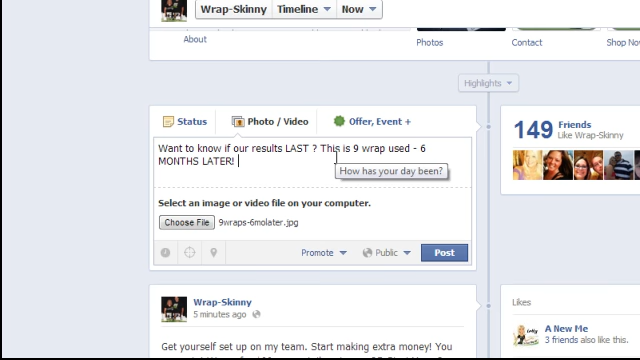 Wrap-Skinny
Timeline
Now
About
Photos
Contact
Shop Now
Highlights
Status
Photo / Video
Offer, Event +
149 Friends
Like Wrap-Skinny
Want to know if our results LAST ? This is 9 wrap used - 6
MONTHS LATER!
How has your day been?
Select an image or video file on your computer.
Choose File 9wraps-6molater.jpg
Promote
Public
Post
Wrap-Skinny
5 minutes ago
Likes
A New Me
3 friends also like this.
Get yourself set up on my team. Start making extra money! You